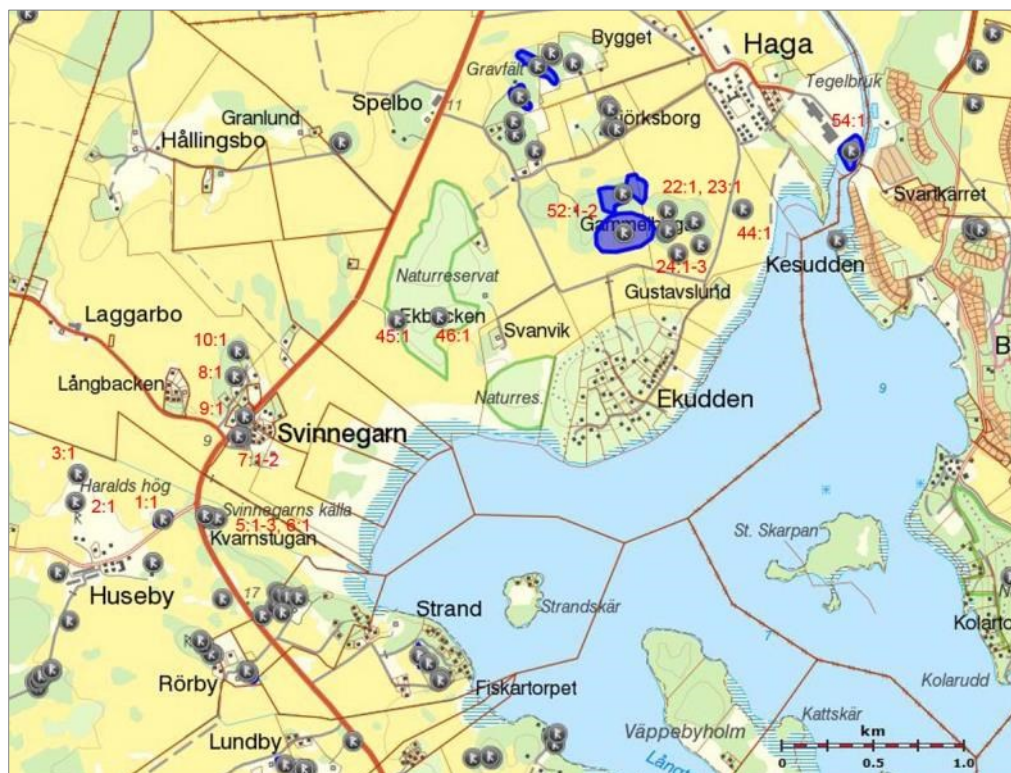 Bygget
Haga
Gravfält
Tegelbruk
Spelbo
11
Granlund
Hållingsbo
54:1
Svartkärret
22:1, 23:1
52:1-2
44:1
24:1-3
Kesudden
Gustavslund
Naturreservat
Ekbacken
45:1
46:1
Svanvik
Laggarbo
10:1
8:1
Långbacken
9:1
Naturres.
Ekudden
9
Svinnegarn
9
7:1-2
3:1
Haralds hög
2:1
1:1
Svinnegarns källa
5:1-3, 6:1
Kvarnstugan
St. Skarpan
Huseby
17
Strand
Strandskär
7
Rörby
Fiskartorpet
Kolarudd
Väppebyholm
Kattskär
Lundby
km
0
0.5
1.0